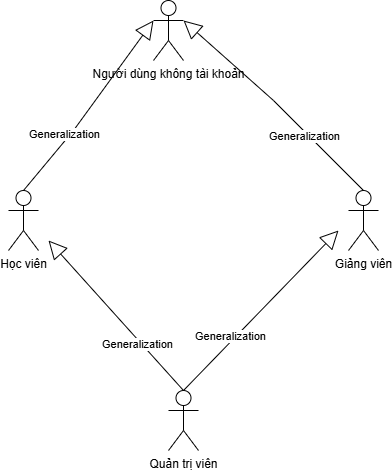 Người dùng không tài khoản
Generalization
Generalization
Học viên
Giảng viên
Generalization
Generalization
Quản trị viên